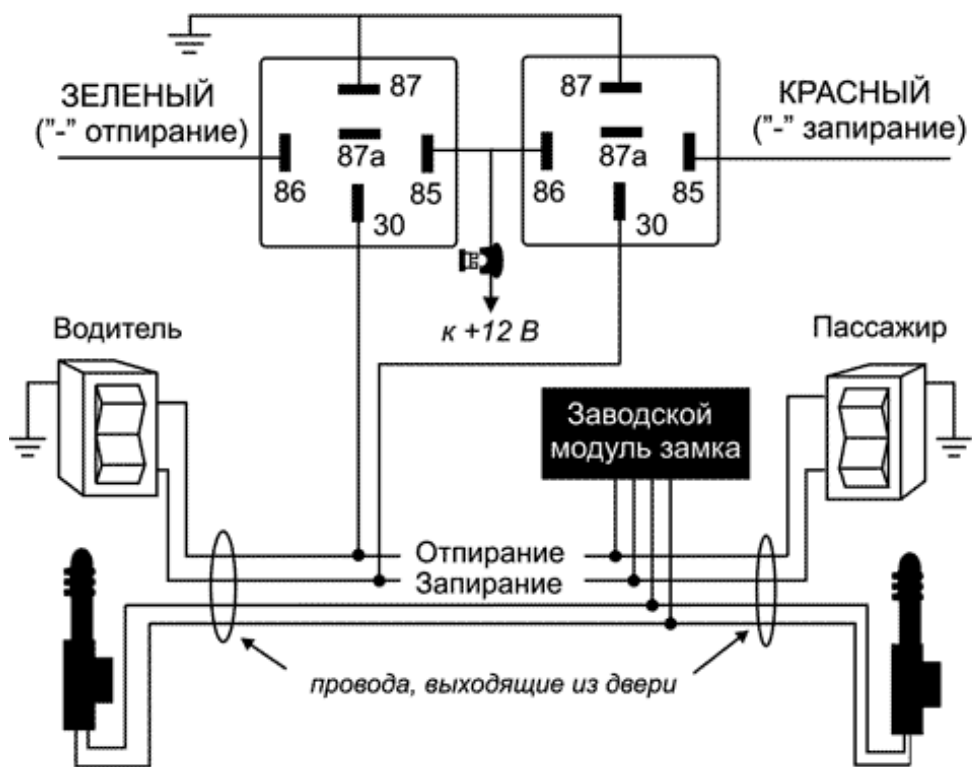 87
87
ЗЕЛЕНЫЙ
("-" отпирание)
КРАСНЫЙ
("-" запирание)
87a
87a
86
85
86
85
30
30
к +12 В
Водитель
Пассажир
Заводской
модуль замка
Отпирание
Запирание
провода, выходящие из двери